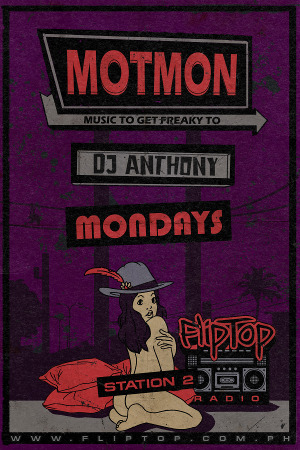 MOTMON
MUSIC TO GET FREAKY TO
DJ ANTHONY
MONDAYS
FLIPTOP
STATION 2
RADIO
WWW.FLIPTOP.COM.PH